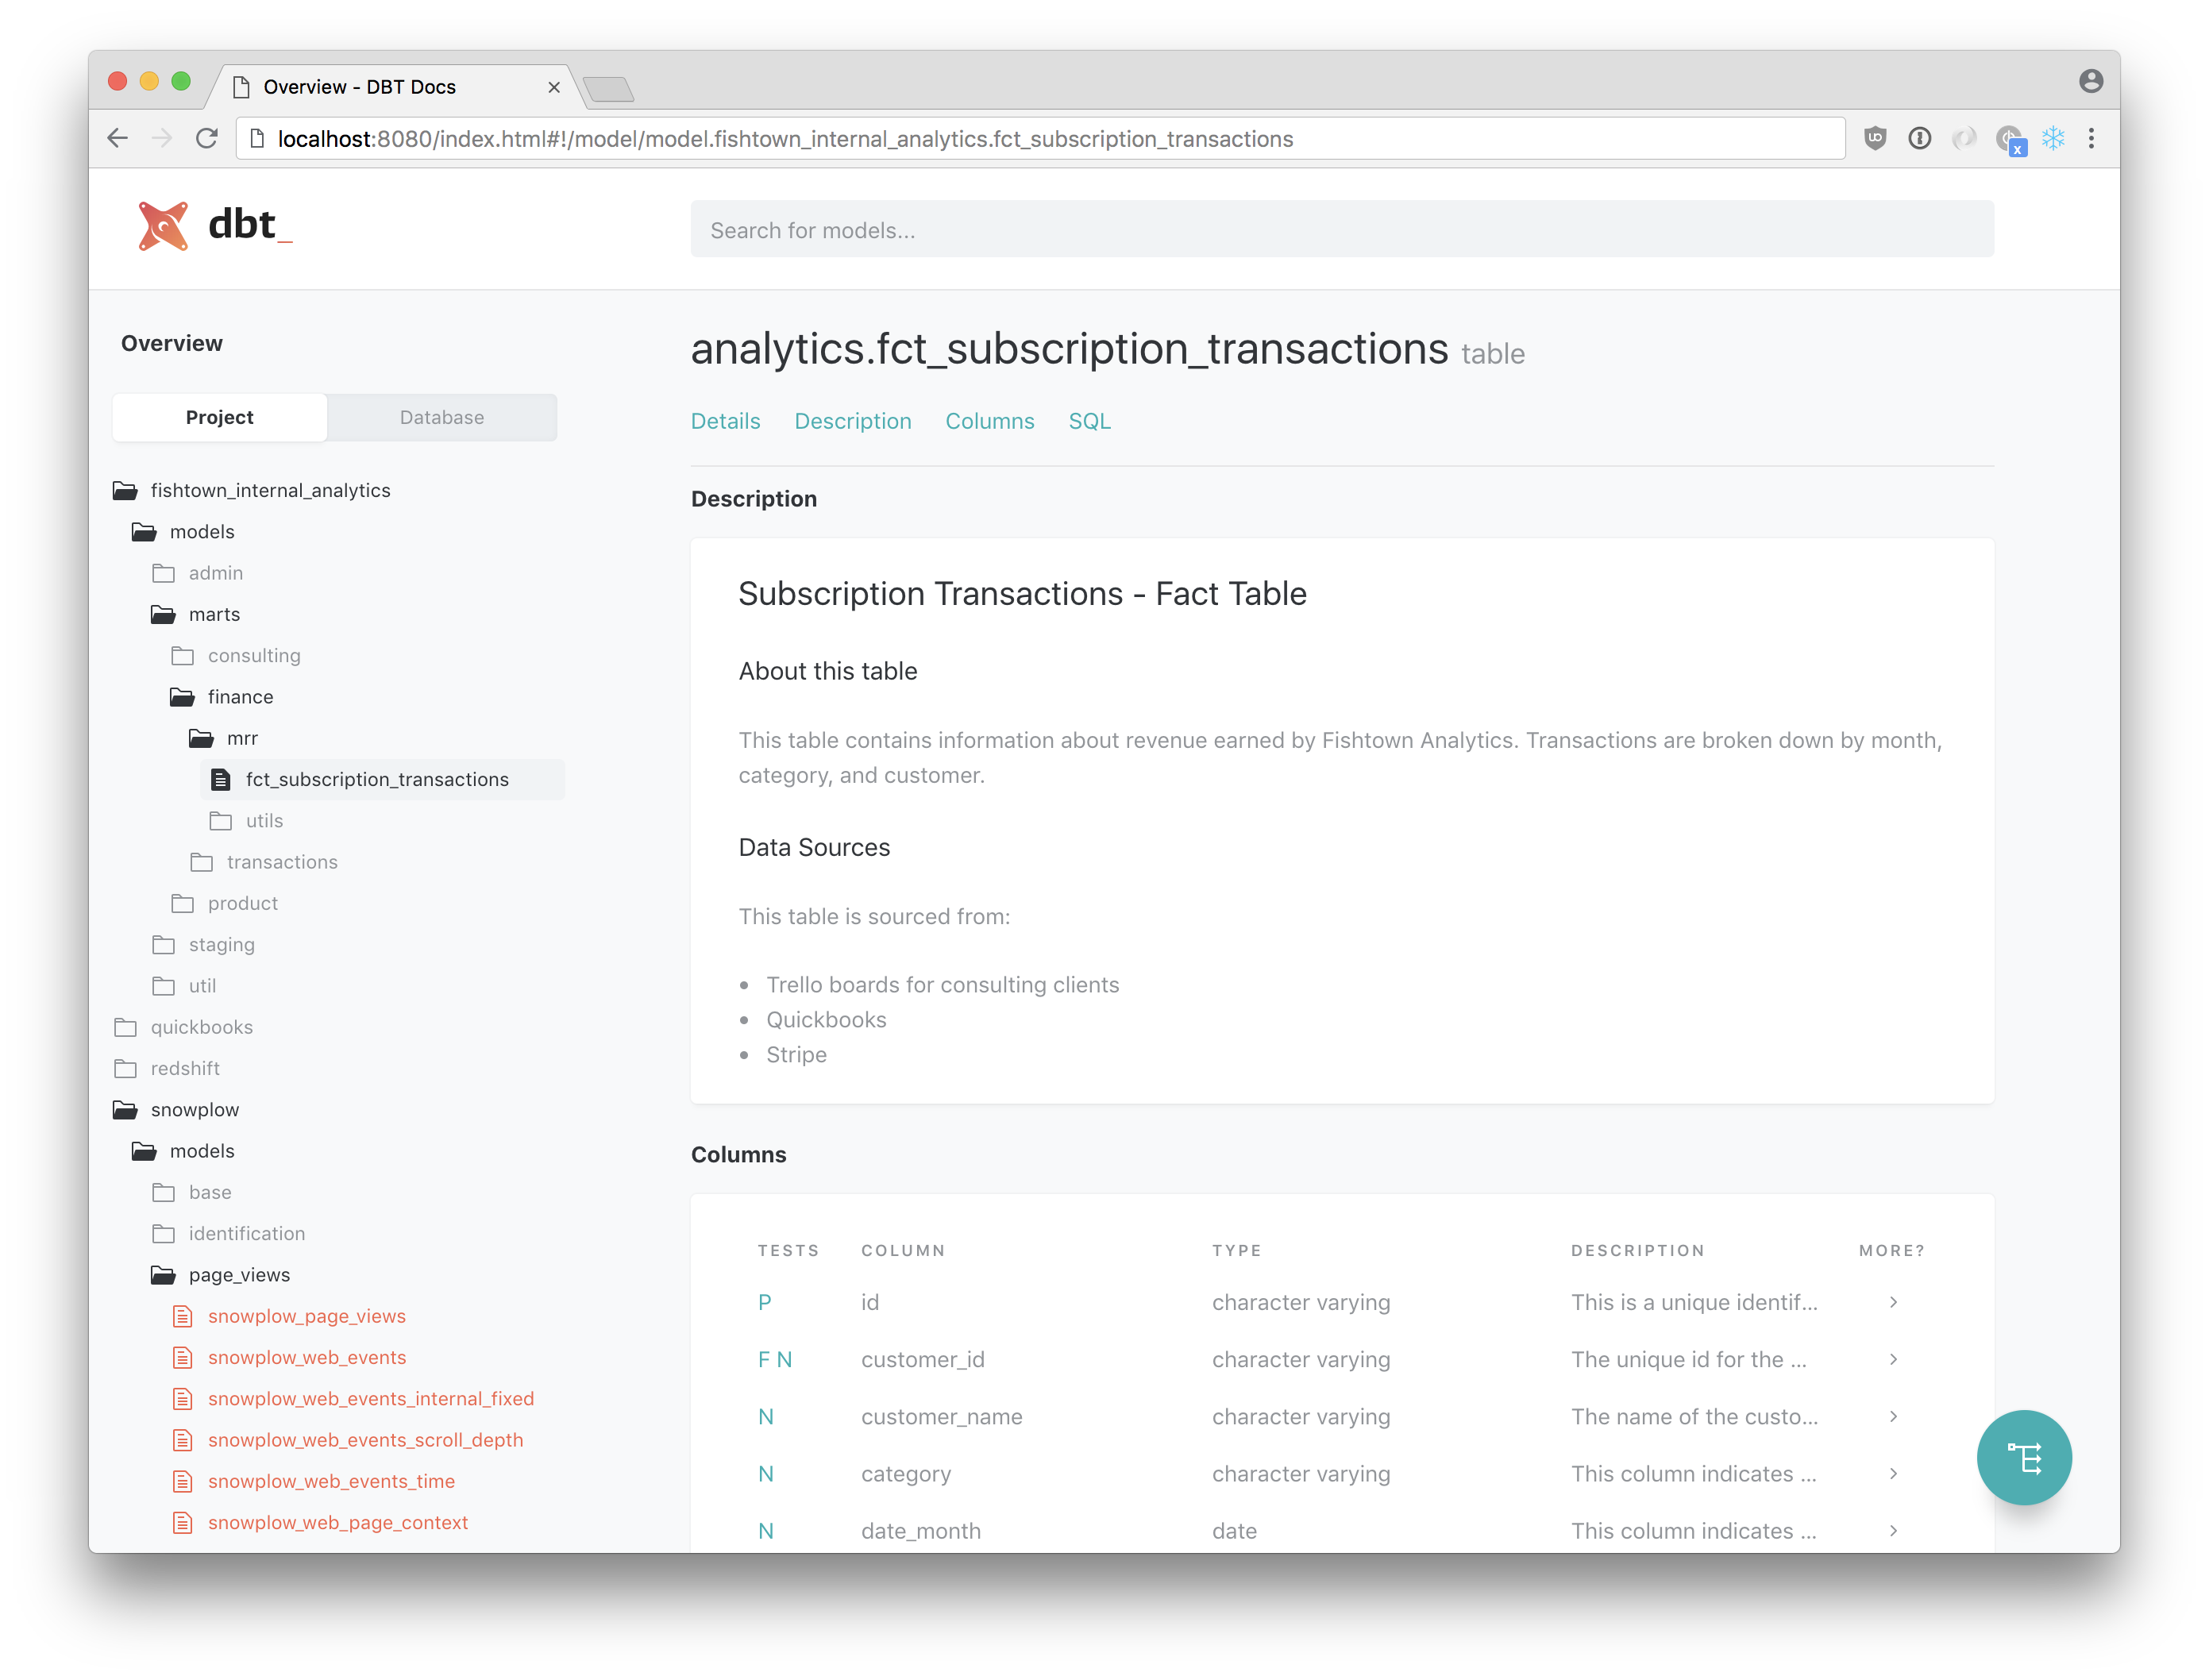 Overview - DBT Docs
localhost:8080/index.html#!/model/model.fishtown_internal_analytics.fct_subscription_transactions
dbt_
Search for models...
Overview
Project Database
fishtown_internal_analytics
models
admin
marts
consulting
finance
mrr
fct_subscription_transactions
utils
transactions
product
staging
util
quickbooks
redshift
snowplow
models
base
identification
page_views
snowplow_page_views
snowplow_web_events
snowplow_web_events_internal_fixed
snowplow_web_events_scroll_depth
snowplow_web_events_time
snowplow_web_page_context
analytics.fct_subscription_transactions table
Details Description Columns SQL
Description
Subscription Transactions - Fact Table
About this table
This table contains information about revenue earned by Fishtown Analytics. Transactions are broken down by month,
category, and customer.
Data Sources
This table is sourced from:
• Trello boards for consulting clients
• Quickbooks
• Stripe
Columns
TESTS COLUMN TYPE DESCRIPTION MORE?
P id character varying This is a unique identif...
F N customer_id character varying The unique id for the ...
N customer_name character varying The name of the custo...
N category character varying This column indicates ...
N date_month date This column indicates ...